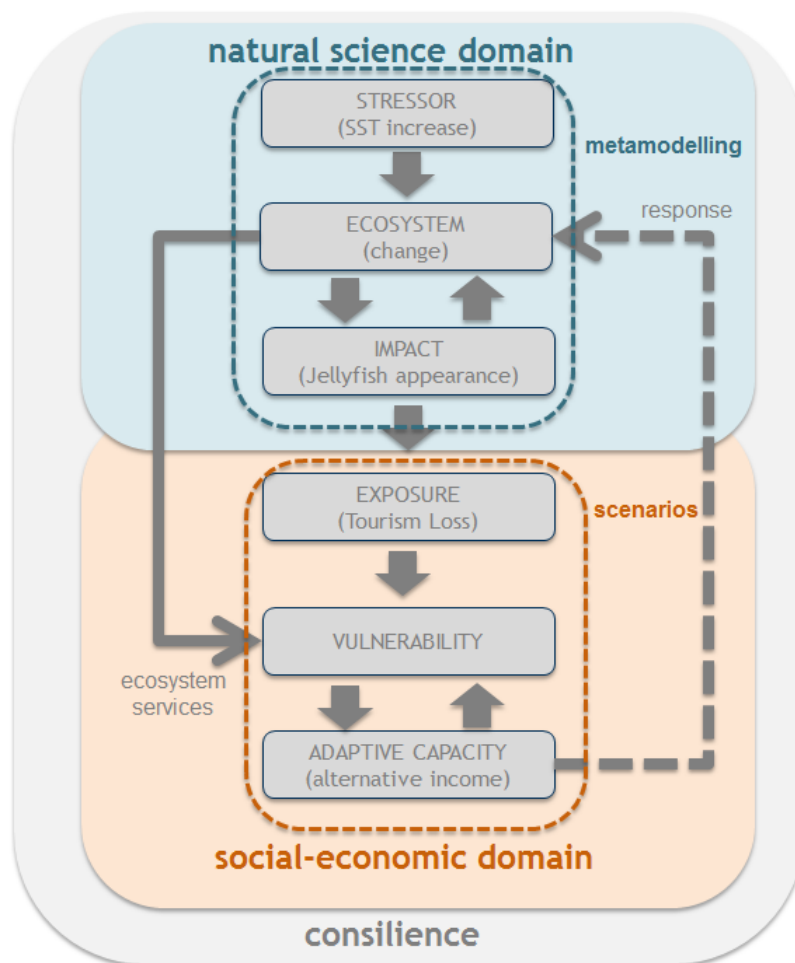 natural science domain
STRESSOR
(SST increase)
metamodelling
response
ECOSYSTEM
(change)
IMPACT
(Jellyfish appearance)
EXPOSURE
(Tourism Loss)
scenarios
VULNERABILITY
ecosystem
services
ADAPTIVE CAPACITY
(alternative income)
social-economic domain
consilience